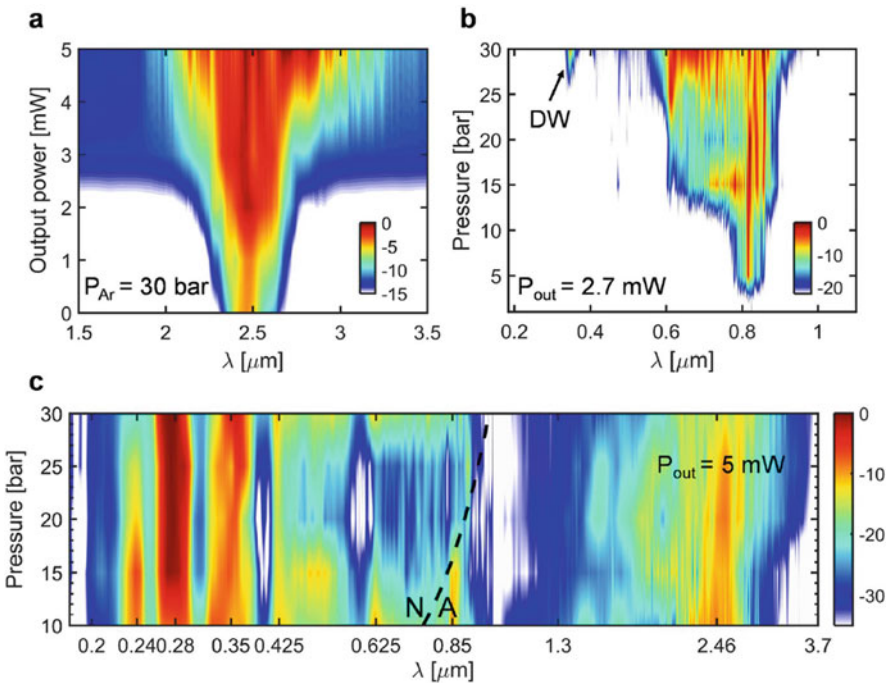 a
5
4
3
2
1
0
Output power [mW]
P_Ar = 30 bar
0
-5
-10
-15
1.5 2 2.5 3 3.5
λ [μm]
b
30
25
20
15
10
5
Pressure [bar]
DW
P_out = 2.7 mW
0
-10
-20
0.2 0.4 0.6 0.8 1
λ [μm]
c
30
25
20
15
10
Pressure [bar]
P_out = 5 mW
N A
0
-10
-20
-30
0.2 0.24 0.28 0.35 0.425 0.625 0.85 1.3 2.46 3.7
λ [μm]